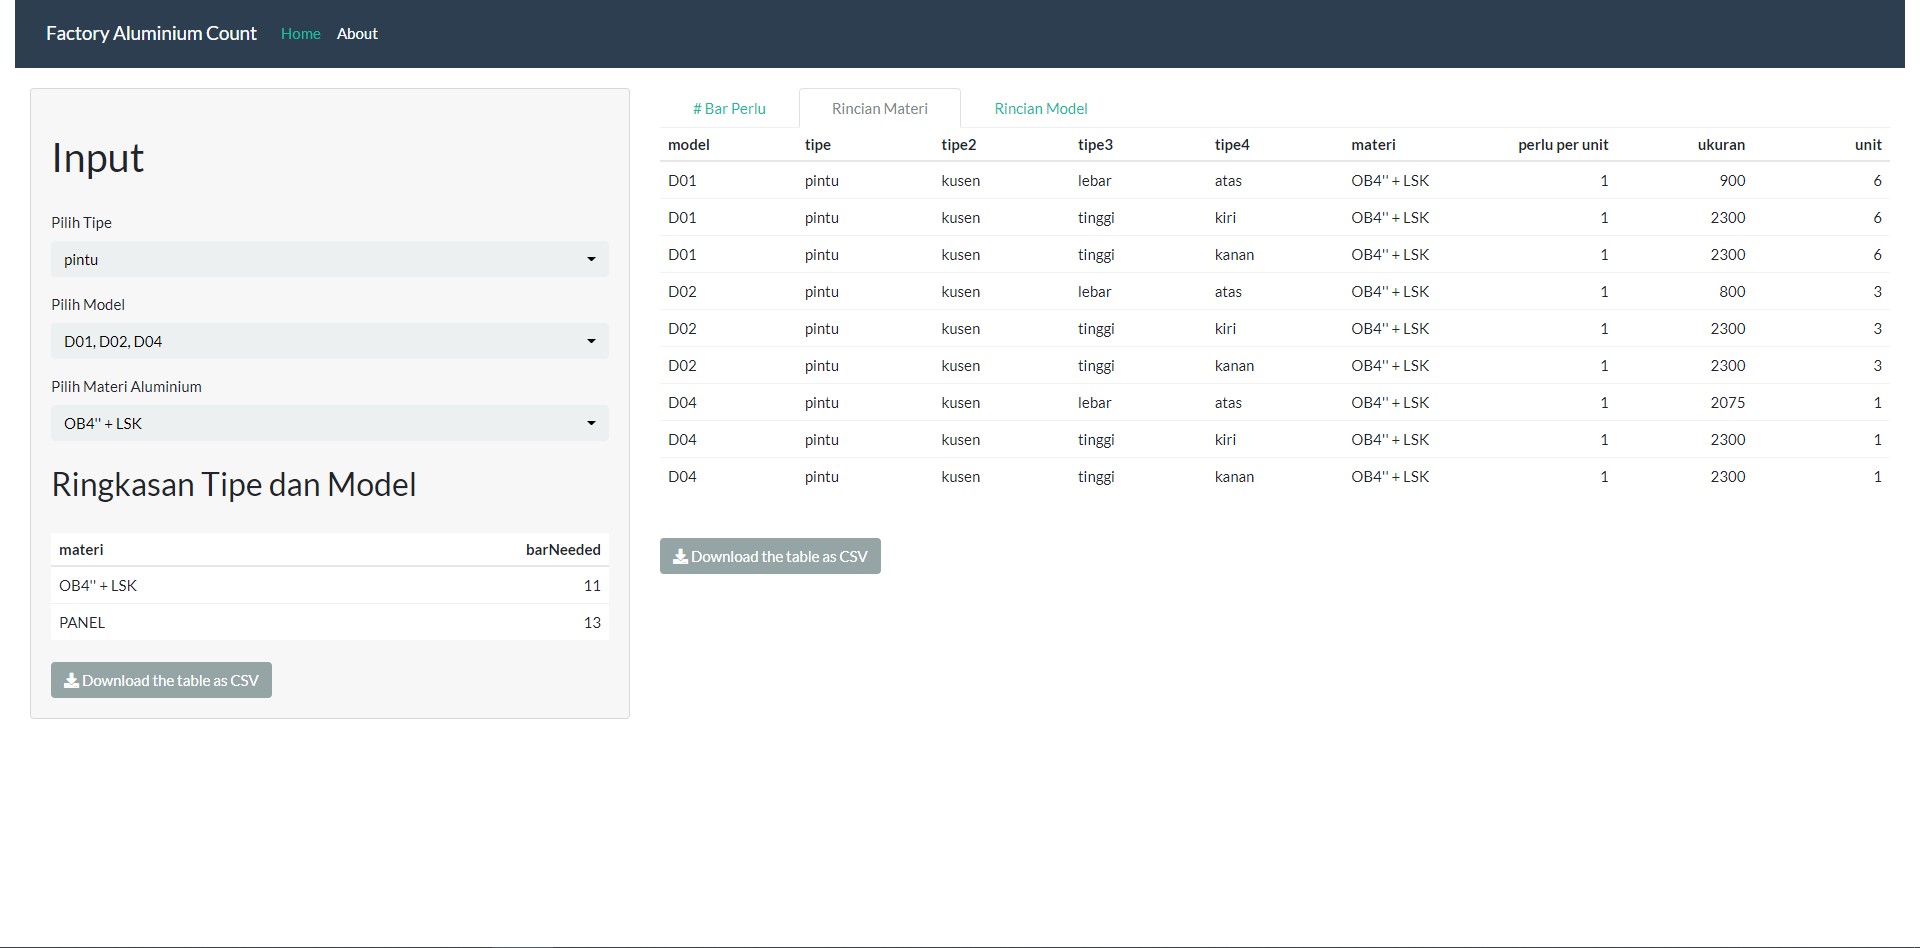 Factory Aluminium Count Home About
Input
Pilih Tipe
pintu
Pilih Model
D01, D02, D04
Pilih Materi Aluminium
OB4'' + LSK
Ringkasan Tipe dan Model
materi barNeeded
OB4'' + LSK 11
PANEL 13
Download the table as CSV
# Bar Perlu Rincian Materi Rincian Model
model tipe tipe2 tipe3 tipe4 materi perlu per unit ukuran unit
D01 pintu kusen lebar atas OB4'' + LSK 1 900 6
D01 pintu kusen tinggi kiri OB4'' + LSK 1 2300 6
D01 pintu kusen tinggi kanan OB4'' + LSK 1 2300 6
D02 pintu kusen lebar atas OB4'' + LSK 1 800 3
D02 pintu kusen tinggi kiri OB4'' + LSK 1 2300 3
D02 pintu kusen tinggi kanan OB4'' + LSK 1 2300 3
D04 pintu kusen lebar atas OB4'' + LSK 1 2075 1
D04 pintu kusen tinggi kiri OB4'' + LSK 1 2300 1
D04 pintu kusen tinggi kanan OB4'' + LSK 1 2300 1
Download the table as CSV